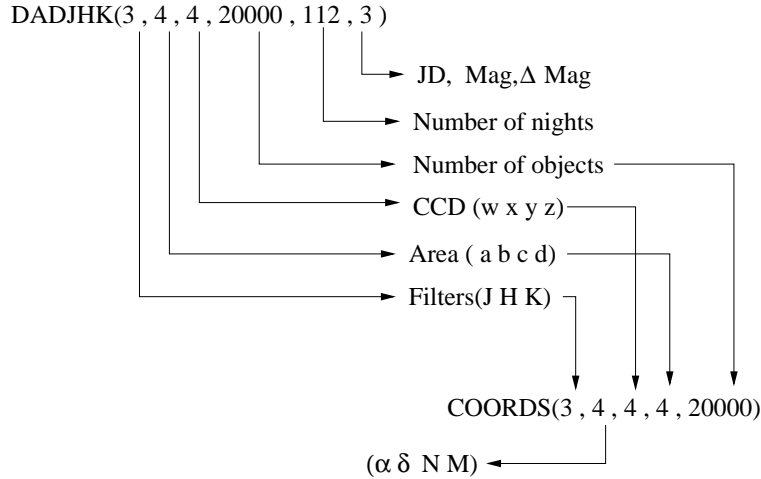 DADJHK(3 , 4 , 4 , 20000 , 112 , 3 )
JD, Mag,Δ Mag
Number of nights
Number of objects
CCD (w x y z)
Area ( a b c d)
Filters(J H K)
COORDS(3 , 4 , 4 , 4 , 20000)
(α δ N M)